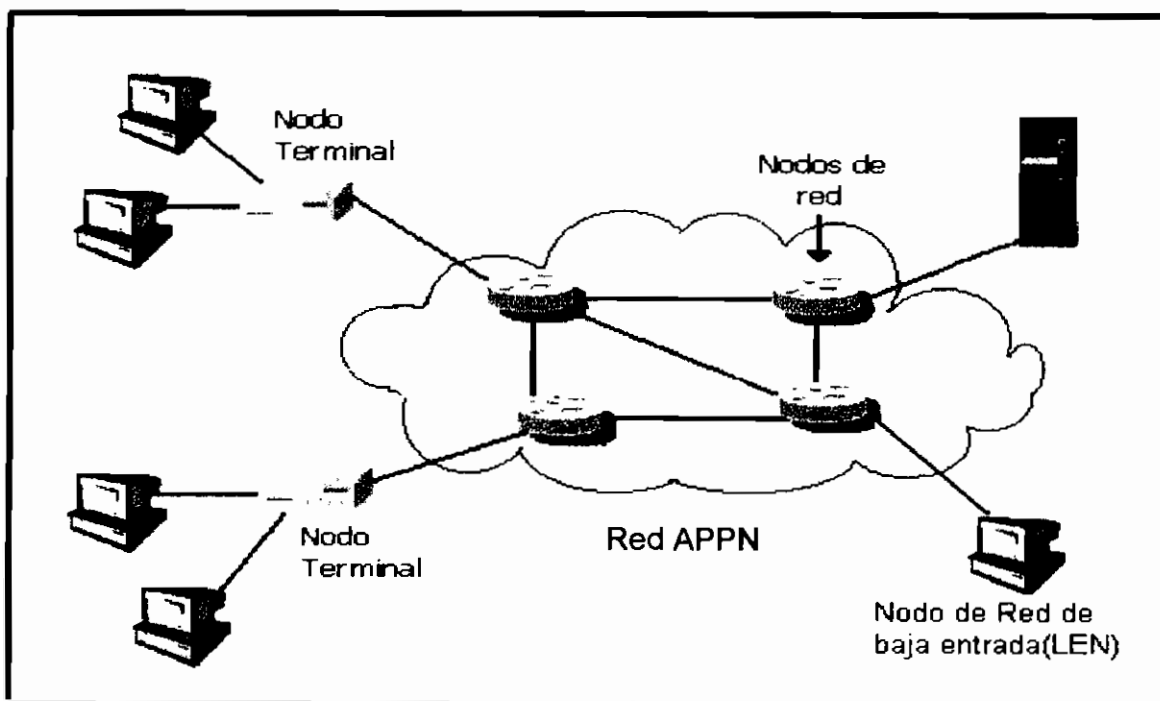 Nodo
Terminal
Nodos de
red
Nodo
Terminal
Red APPN
Nodo de Red de
baja entrada(LEN)